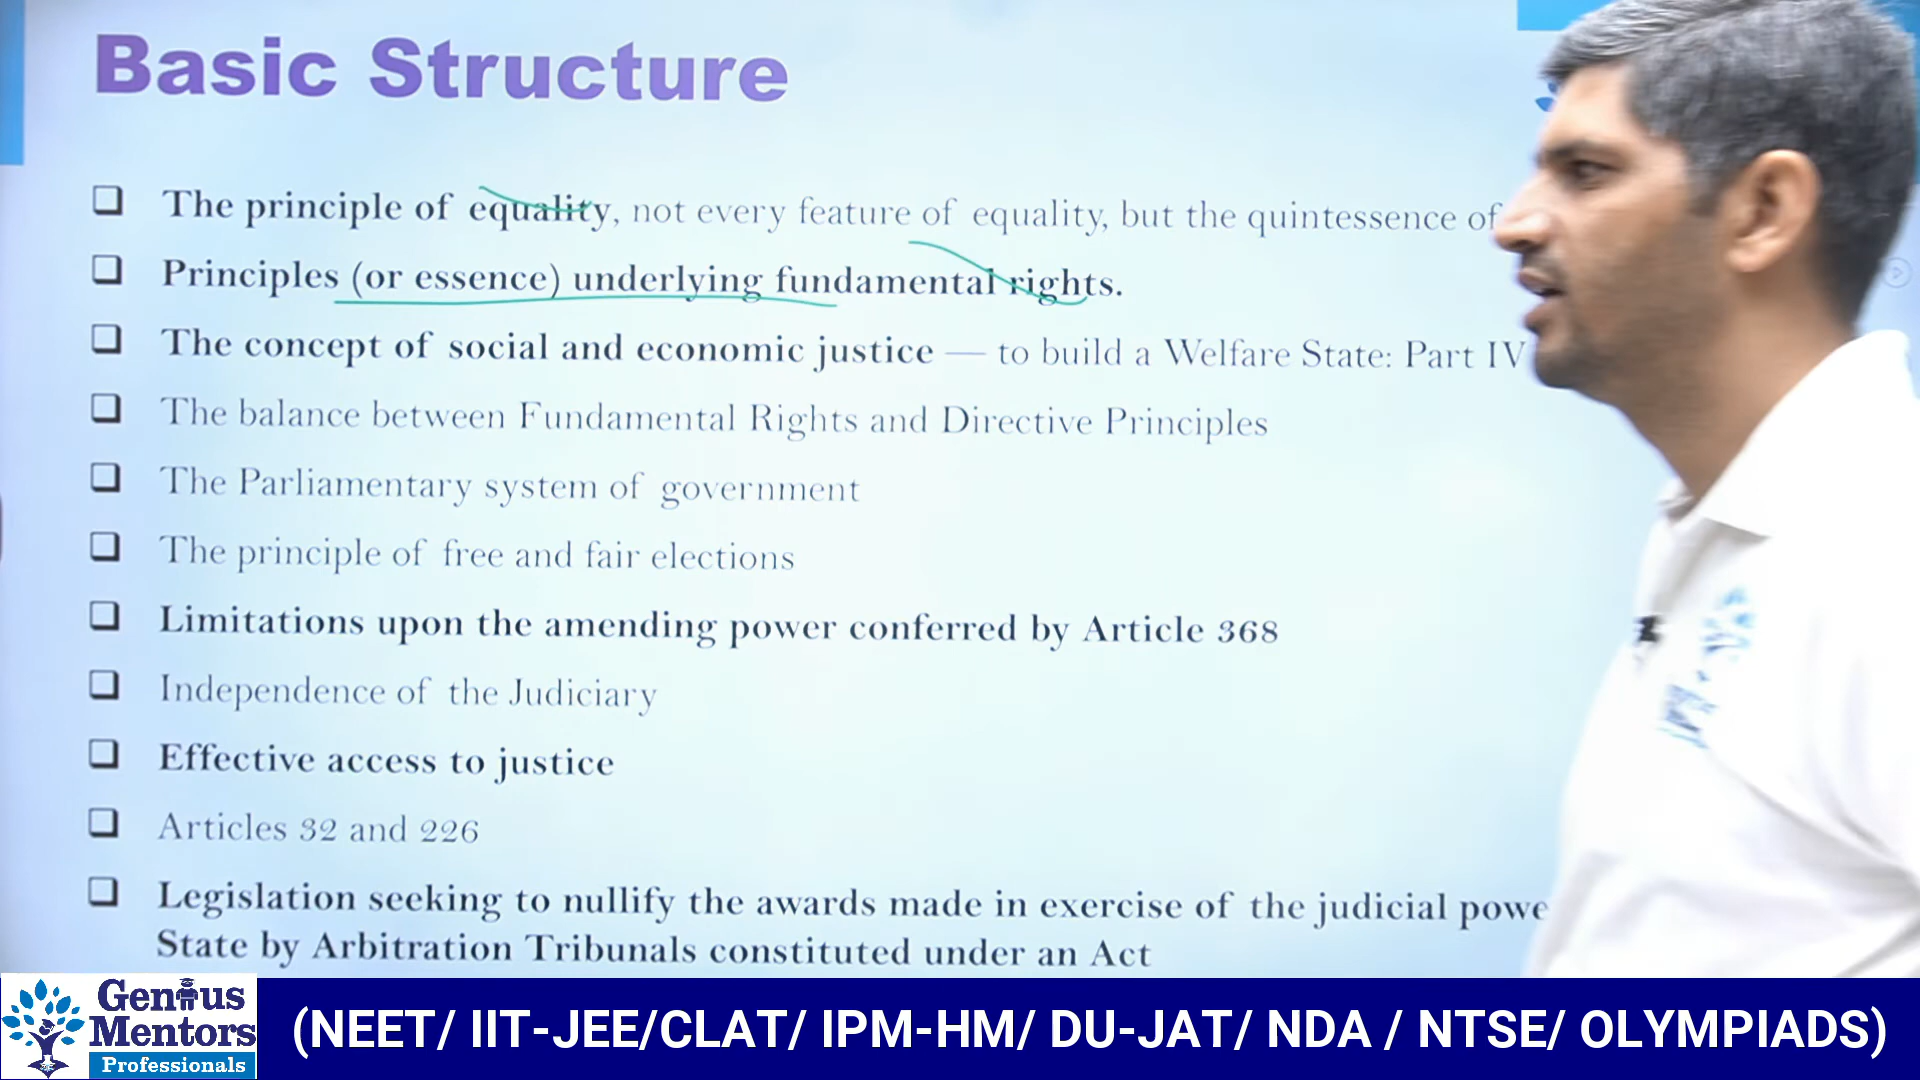 Basic Structure
❑ The principle of equality, not every feature of equality, but the quintessence of
❑ Principles (or essence) underlying fundamental rights.
❑ The concept of social and economic justice — to build a Welfare State: Part IV
❑ The balance between Fundamental Rights and Directive Principles
❑ The Parliamentary system of government
❑ The principle of free and fair elections
❑ Limitations upon the amending power conferred by Article 368
❑ Independence of the Judiciary
❑ Effective access to justice
❑ Articles 32 and 226
❑ Legislation seeking to nullify the awards made in exercise of the judicial powe
State by Arbitration Tribunals constituted under an Act
Genius
Mentors
Professionals
(NEET/ IIT-JEE/CLAT/ IPM-HM/ DU-JAT/ NDA / NTSE/ OLYMPIADS)